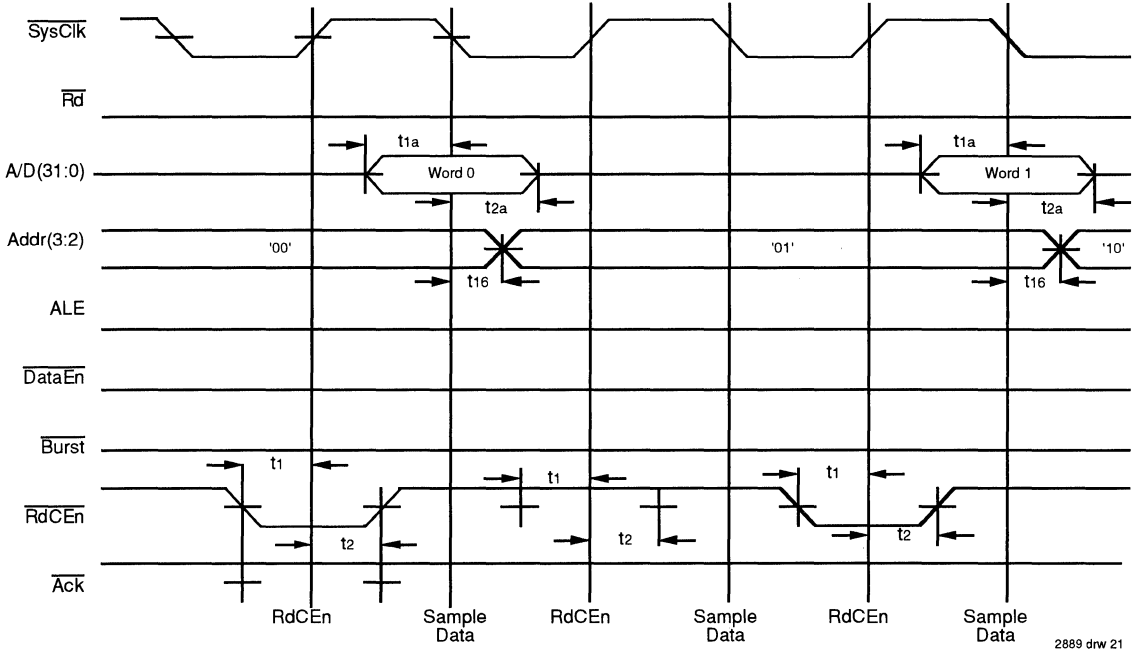 SysClk
Rd
t1a
t1a
A/D(31:0)
Word 0
Word 1
t2a
t2a
Addr(3:2)
'00'
'01'
'10'
t16
t16
ALE
DataEn
Burst
t1
t1
t1
RdCEn
t2
t2
t2
Ack
RdCEn
Sample
Data
RdCEn
Sample
Data
RdCEn
Sample
Data
2889 drw 21